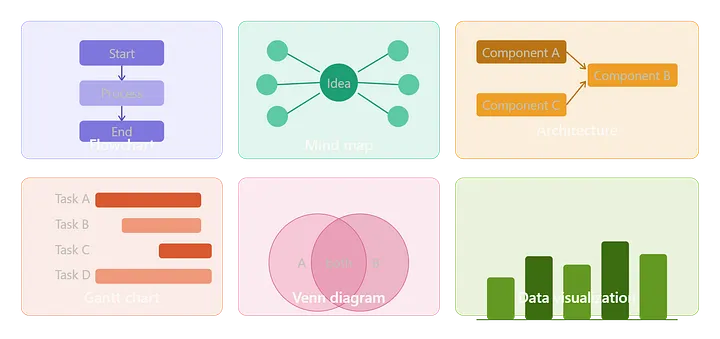 Start
Process
End
Flowchart
Idea
Mind map
Component A
Component B
Component C
Architecture
Task A
Task B
Task C
Task D
Gantt chart
A
Both
B
Venn diagram
Data visualization